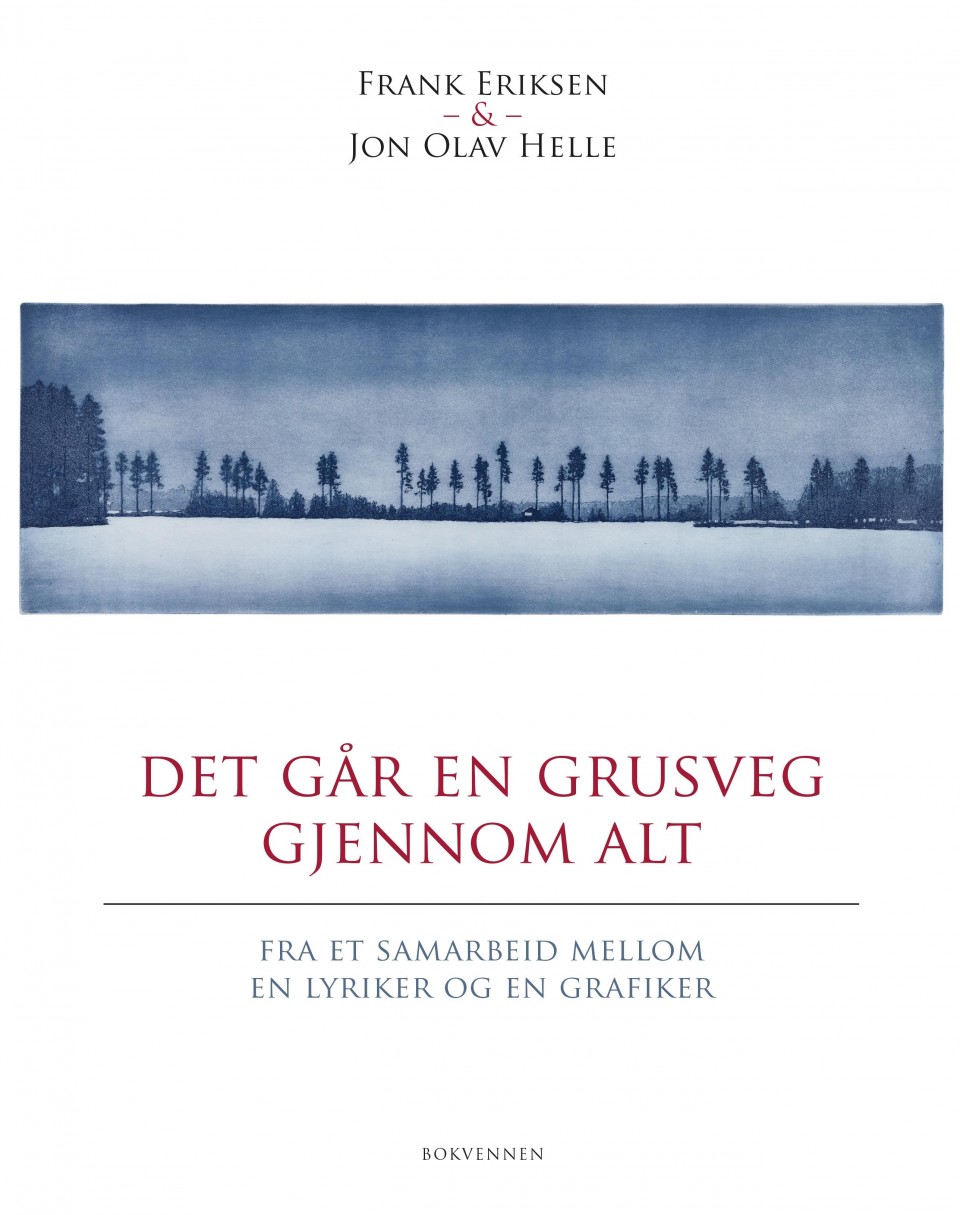 Frank Eriksen
– & –
Jon Olav Helle
DET GÅR EN GRUSVEG
GJENNOM ALT
FRA ET SAMARBEID MELLOM
EN LYRIKER OG EN GRAFIKER
BOKVENNEN